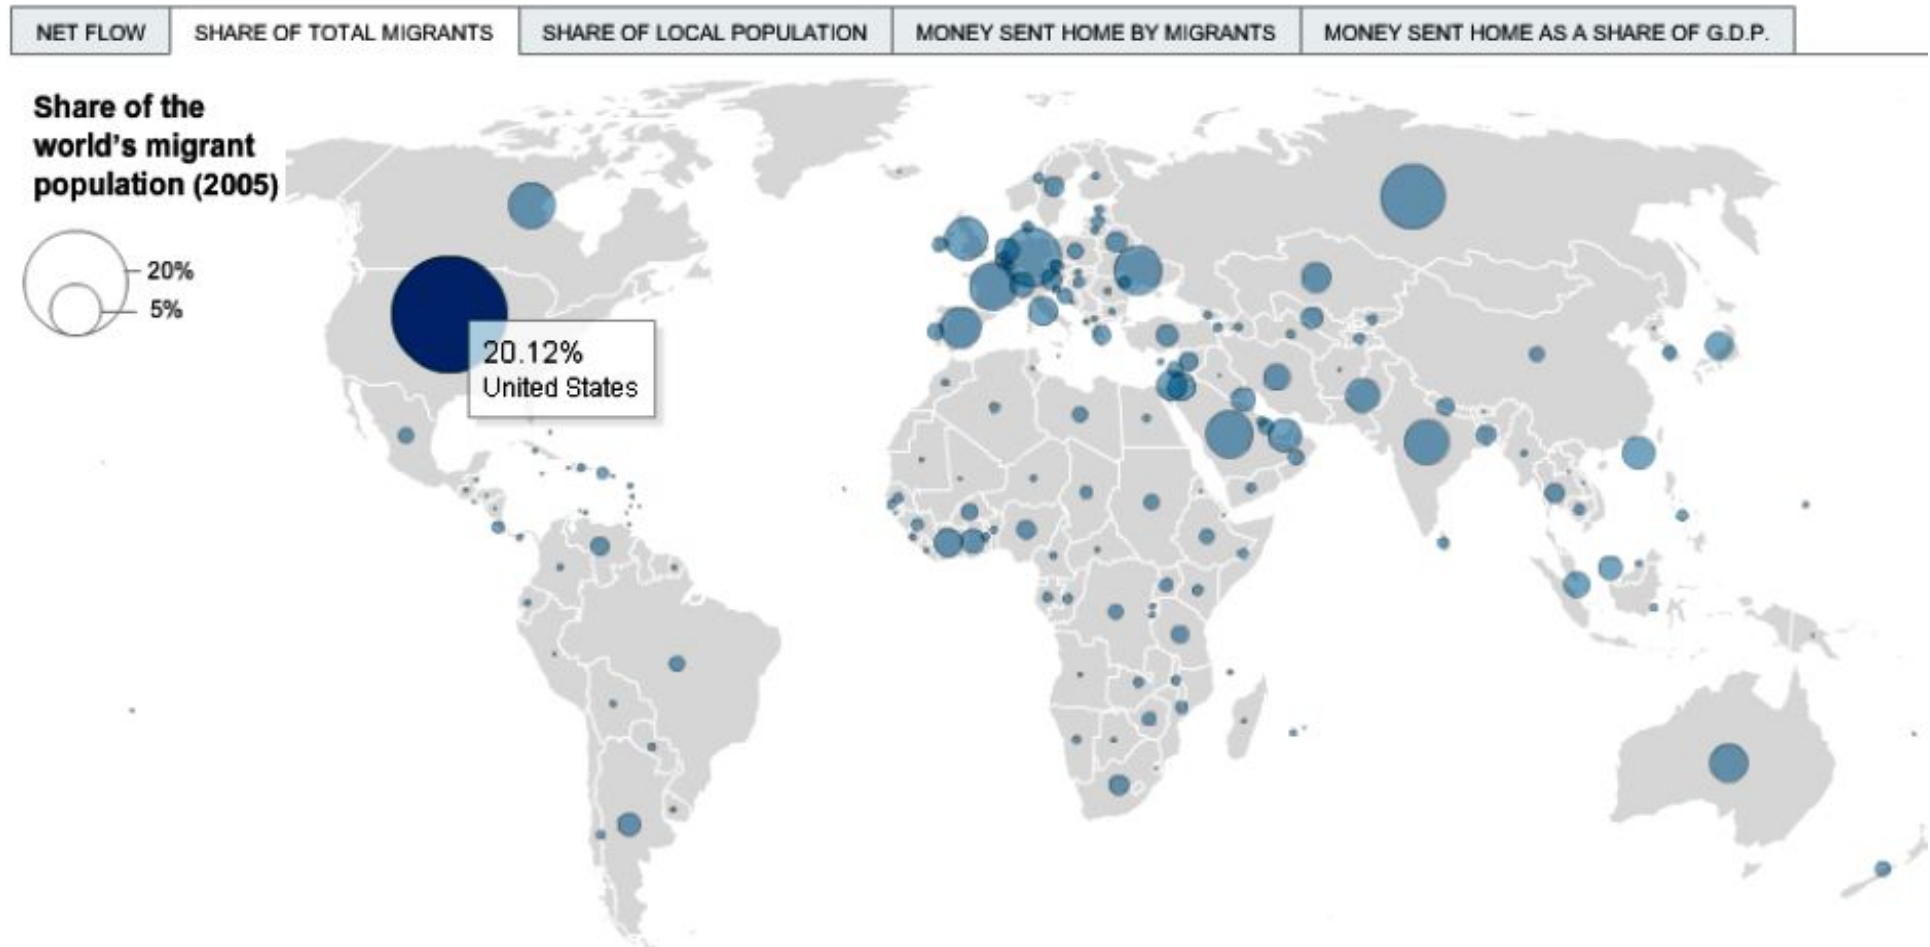 NET FLOW
SHARE OF TOTAL MIGRANTS
SHARE OF LOCAL POPULATION
MONEY SENT HOME BY MIGRANTS
MONEY SENT HOME AS A SHARE OF G.D.P.
Share of the
world's migrant
population (2005)
20%
5%
20.12%
United States